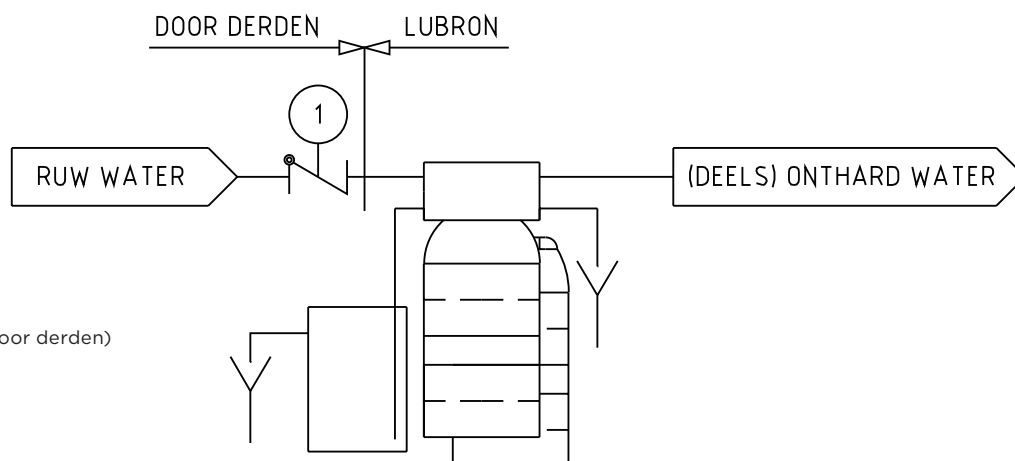 DOOR DERDEN LUBRON
1
RUW WATER
(DEELS) ONTHARD WATER
oor derden)